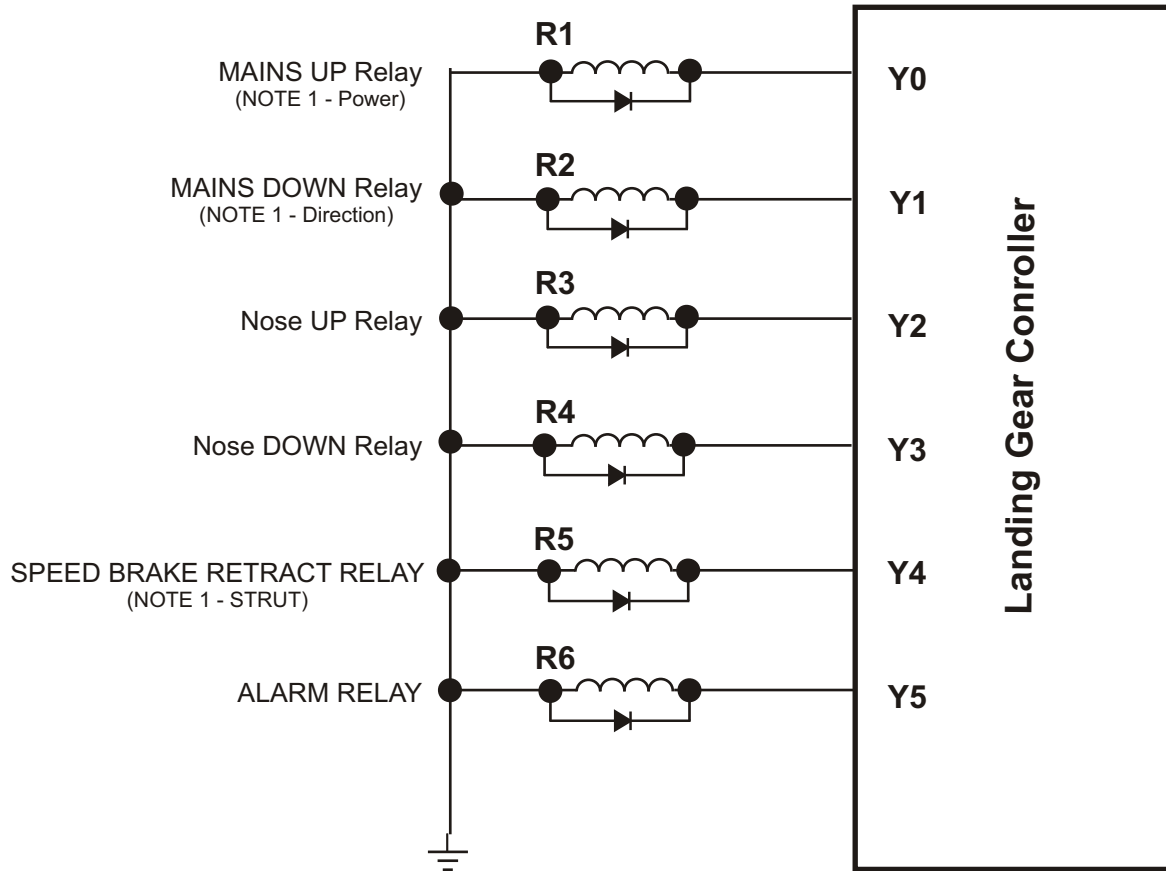 R1
MAINS UP Relay
(NOTE 1 - Power)
Y0
R2
MAINS DOWN Relay
(NOTE 1 - Direction)
Y1
R3
Nose UP Relay
Y2
R4
Nose DOWN Relay
Y3
R5
SPEED BRAKE RETRACT RELAY
(NOTE 1 - STRUT)
Y4
R6
ALARM RELAY
Y5
Landing Gear Conroller